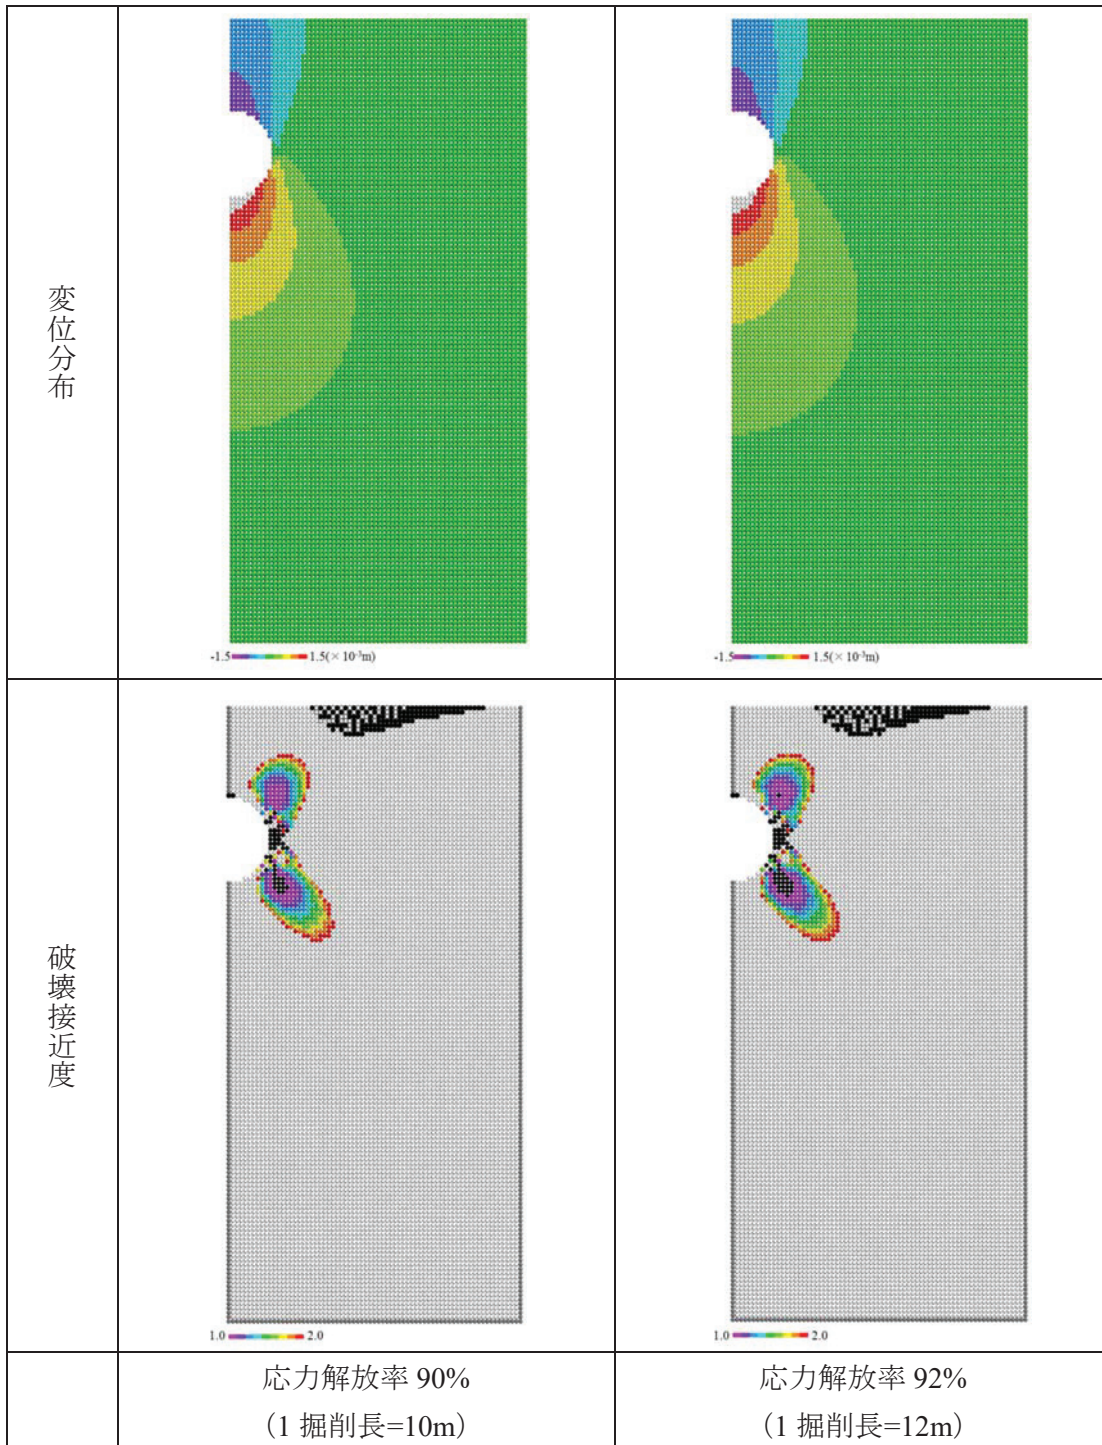 変位分布
-1.5 1.5(×10⁻³m)
-1.5 1.5(×10⁻³m)
破壊接近度
1.0 2.0
1.0 2.0
応力解放率 90%
(1 掘削長=10m)
応力解放率 92%
(1 掘削長=12m)